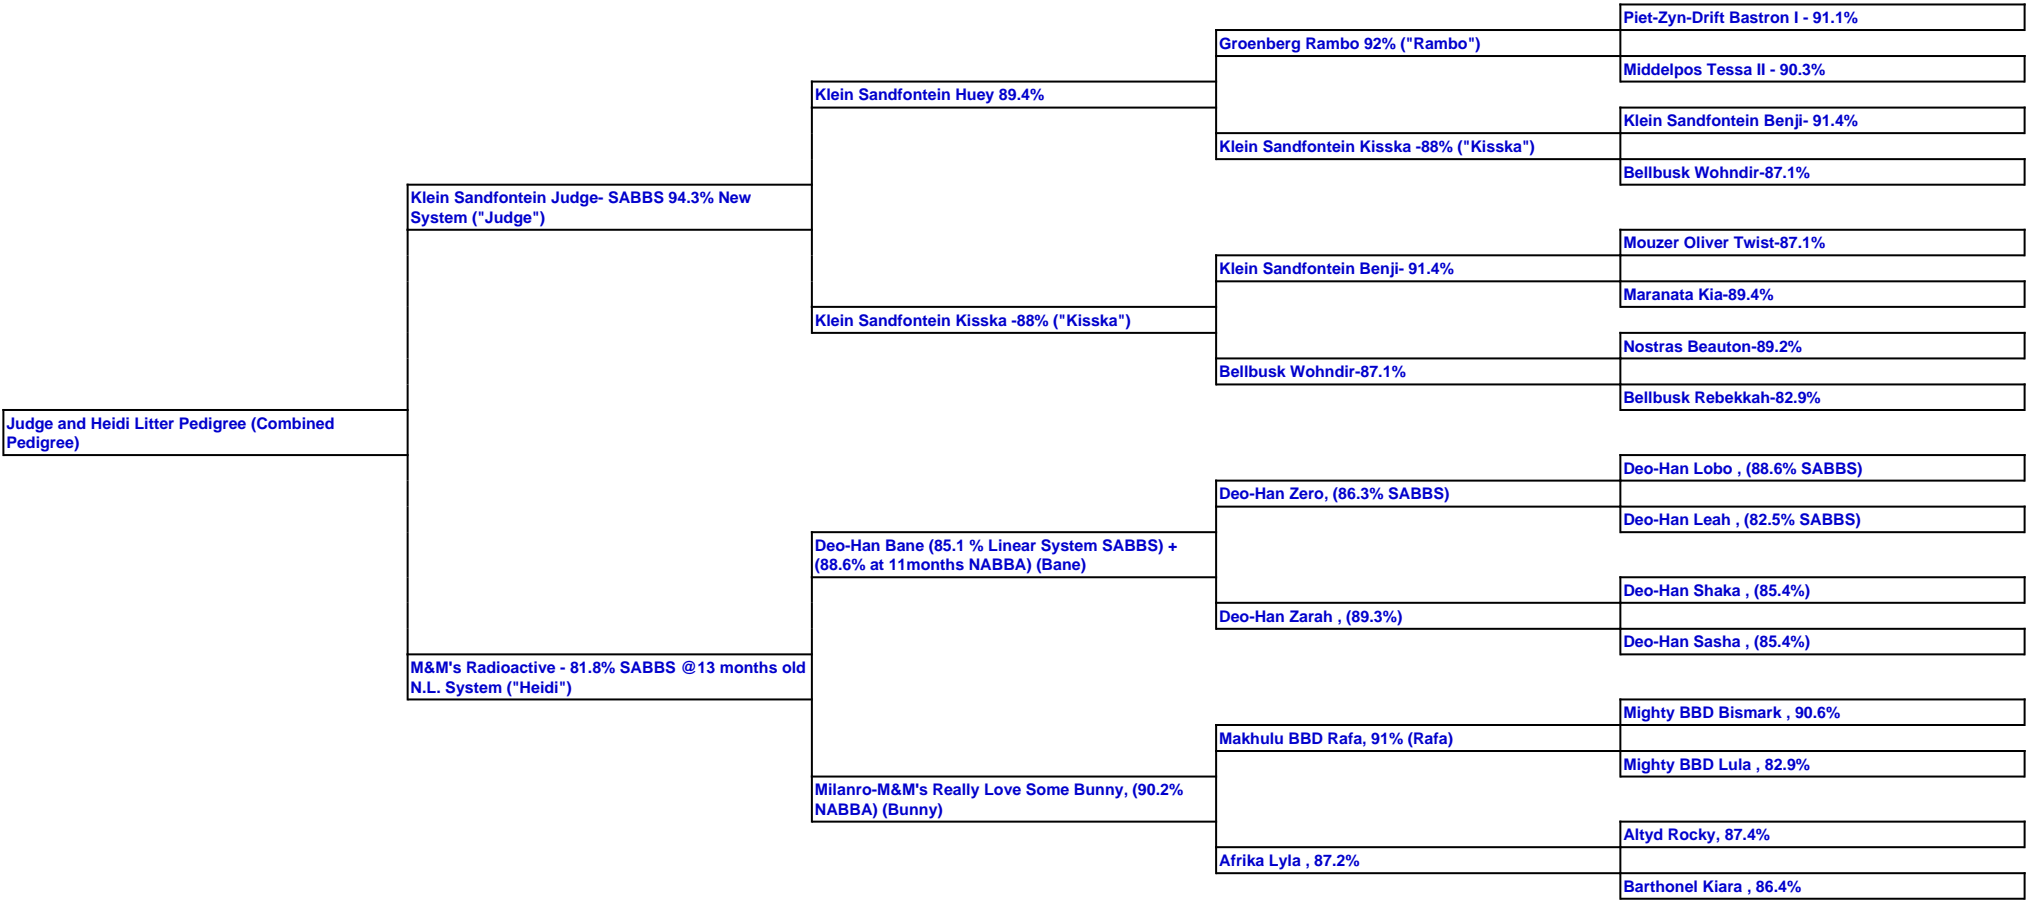 Piet-Zyn-Drift Bastron I - 91.1%
Groenberg Rambo 92% ("Rambo")
Middelpos Tessa II - 90.3%
Klein Sandfontein Huey 89.4%
Klein Sandfontein Benji- 91.4%
Klein Sandfontein Kisska -88% ("Kisska")
Bellbusk Wohndir-87.1%
Klein Sandfontein Judge- SABBS 94.3% New
System ("Judge")
Mouzer Oliver Twist-87.1%
Klein Sandfontein Benji- 91.4%
Maranata Kia-89.4%
Klein Sandfontein Kisska -88% ("Kisska")
Nostras Beauton-89.2%
Bellbusk Wohndir-87.1%
Bellbusk Rebekkah-82.9%
Judge and Heidi Litter Pedigree (Combined
Pedigree)
Deo-Han Lobo , (88.6% SABBS)
Deo-Han Zero, (86.3% SABBS)
Deo-Han Leah , (82.5% SABBS)
Deo-Han Bane (85.1 % Linear System SABBS) +
(88.6% at 11months NABBA) (Bane)
Deo-Han Shaka , (85.4%)
Deo-Han Zarah , (89.3%)
Deo-Han Sasha , (85.4%)
M&M's Radioactive - 81.8% SABBS @13 months old
N.L. System ("Heidi")
Mighty BBD Bismark , 90.6%
Makhulu BBD Rafa, 91% (Rafa)
Mighty BBD Lula , 82.9%
Milanro-M&M's Really Love Some Bunny, (90.2%
NABBA) (Bunny)
Altyd Rocky, 87.4%
Afrika Lyla , 87.2%
Barthonel Kiara , 86.4%